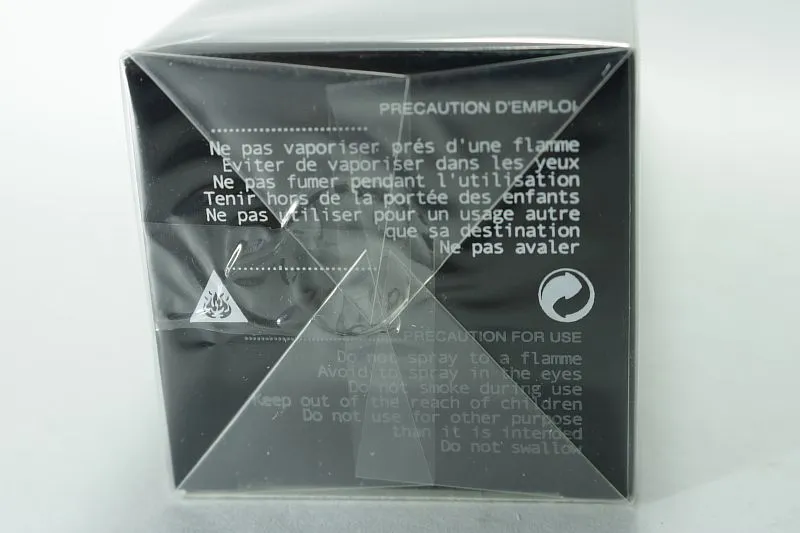 PRECAUTION D'EMPLOI
Ne pas vaporiser prés d'une flamme
Eviter de vaporiser dans les yeux
Ne pas fumer pendant l'utilisation
Tenir hors de la portée des enfants
Ne pas utiliser pour un usage autre
que sa destination
Ne pas avaler
PRECAUTION FOR USE
Do not spray to a flamme
Avoid to spray in the eyes
Do not smoke during use
Keep out of the reach of children
Do not use for other purpose
than it is intended
Do not swallow